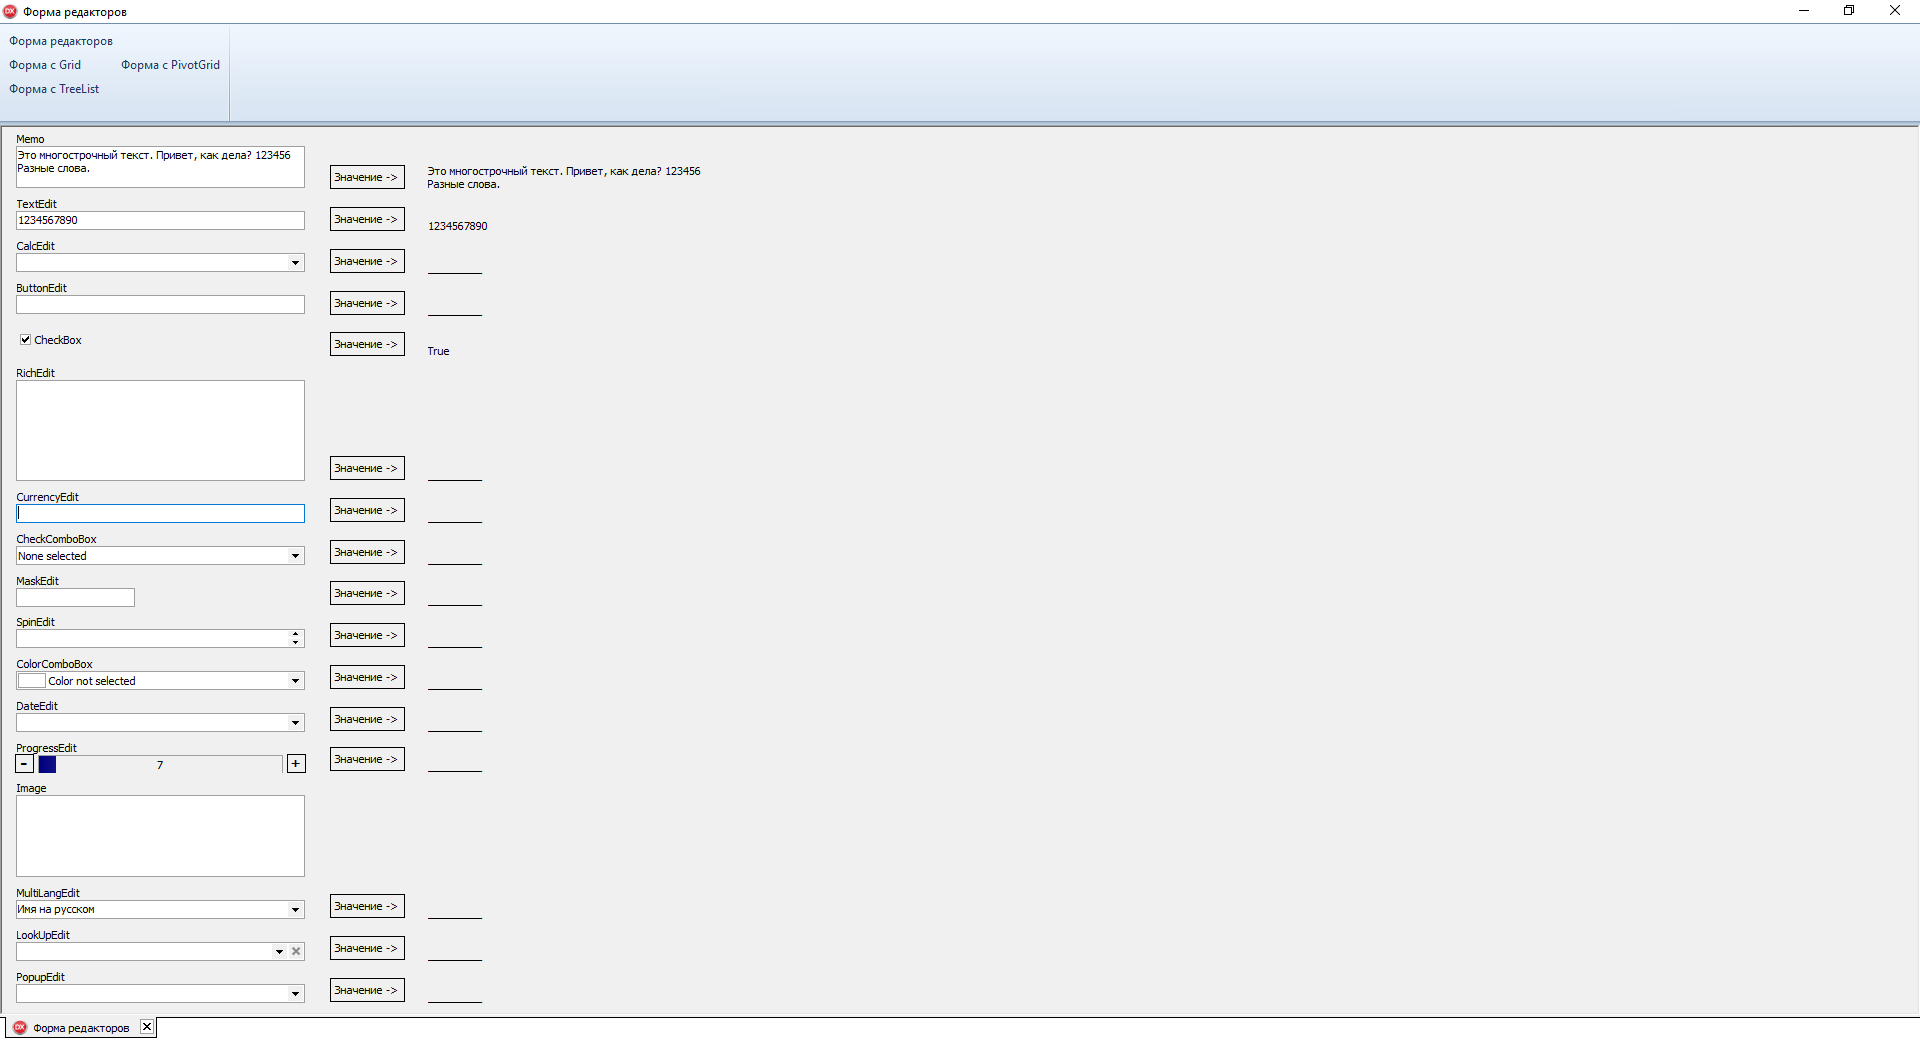 Форма редакторов
Форма редакторов
Форма с Grid Форма с PivotGrid
Форма с TreeList
Memo
Это многострочный текст. Привет, как дела? 123456
Разные слова.
Значение ->
Это многострочный текст. Привет, как дела? 123456
Разные слова.
TextEdit
1234567890
Значение ->
1234567890
CalcEdit
Значение ->
ButtonEdit
Значение ->
CheckBox
Значение ->
True
RichEdit
Значение ->
CurrencyEdit
Значение ->
CheckComboBox
None selected
Значение ->
MaskEdit
Значение ->
SpinEdit
Значение ->
ColorComboBox
Color not selected
Значение ->
DateEdit
Значение ->
ProgressEdit
- 7 +
Значение ->
Image
MultiLangEdit
Имя на русском
Значение ->
LookUpEdit
Значение ->
PopupEdit
Значение ->
DX Форма редакторов